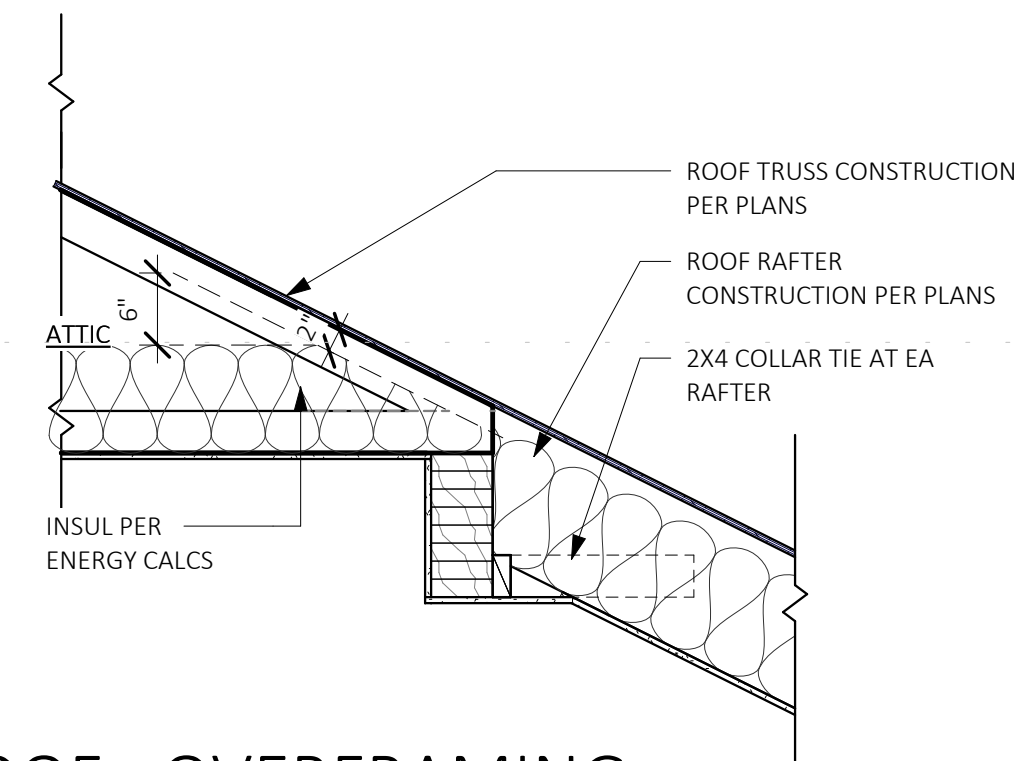 ROOF TRUSS CONSTRUCTION
PER PLANS
ROOF RAFTER
CONSTRUCTION PER PLANS
6"
2"
ATTIC
2X4 COLLAR TIE AT EA
RAFTER
INSUL PER
ENERGY CALCS